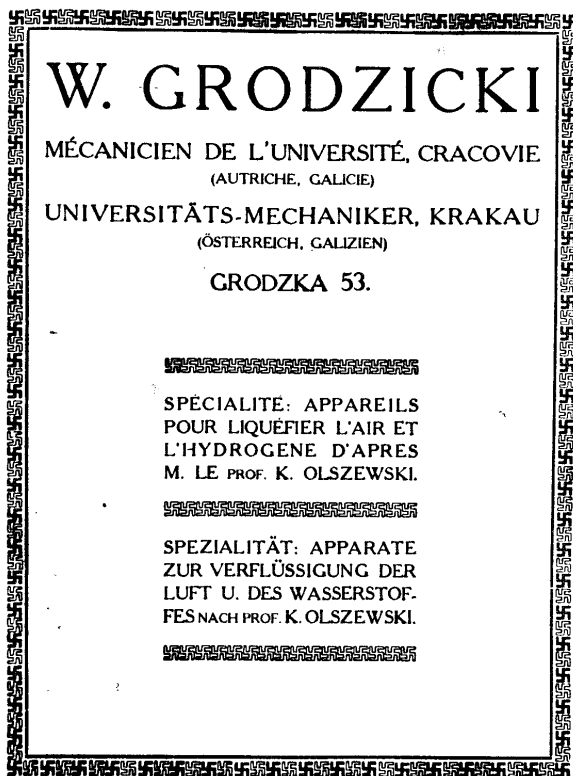 W. GRODZICKI
MÉCANICIEN DE L'UNIVERSITÉ, CRACOVIE
(AUTRICHE, GALICIE)
UNIVERSITÄTS-MECHANIKER, KRAKAU
(ÖSTERREICH, GALIZIEN)
GRODZKA 53.
SPÉCIALITÉ: APPAREILS
POUR LIQUÉFIER L'AIR ET
L'HYDROGENE D'APRES
M. LE PROF. K. OLSZEWSKI.
SPEZIALITÄT: APPARATE
ZUR VERFLÜSSIGUNG DER
LUFT U. DES WASSERSTOF-
FES NACH PROF. K. OLSZEWSKI.